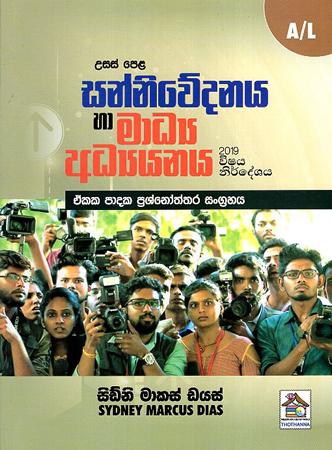 A/L
උසස් පෙළ
සන්නිවේදනය
හා මාධ්‍ය
අධ්‍යයනය
2019
විෂය
නිර්දේශය
ඒකක පාදක ප්‍රශ්නෝත්තර සංග්‍රහය
සිඩ්නි මාකස් ඩයස්
SYDNEY MARCUS DIAS
THOTHANNA